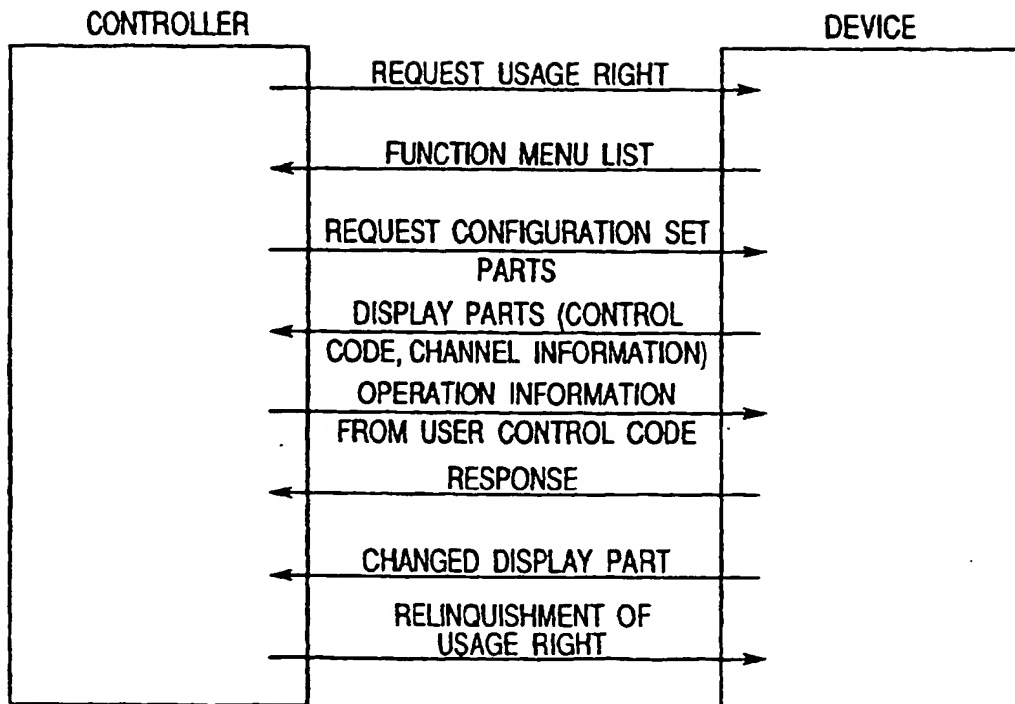 CONTROLLER
DEVICE
REQUEST USAGE RIGHT
FUNCTION MENU LIST
REQUEST CONFIGURATION SET
PARTS
DISPLAY PARTS (CONTROL
CODE, CHANNEL INFORMATION)
OPERATION INFORMATION
FROM USER CONTROL CODE
RESPONSE
CHANGED DISPLAY PART
RELINQUISHMENT OF
USAGE RIGHT